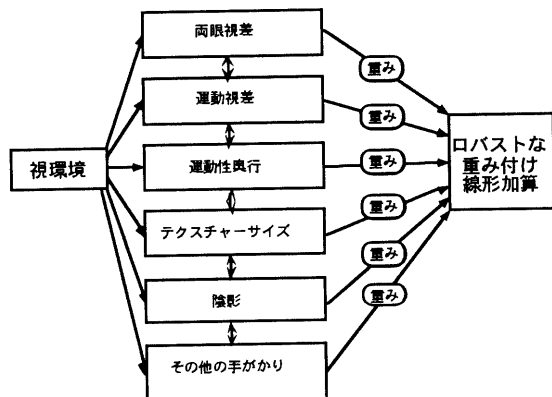 両眼視差
重み
運動視差
重み
視環境
運動性奥行
重み
ロバストな
重み付け
線形加算
テクスチャーサイズ
重み
陰影
重み
その他の手がかり
重み